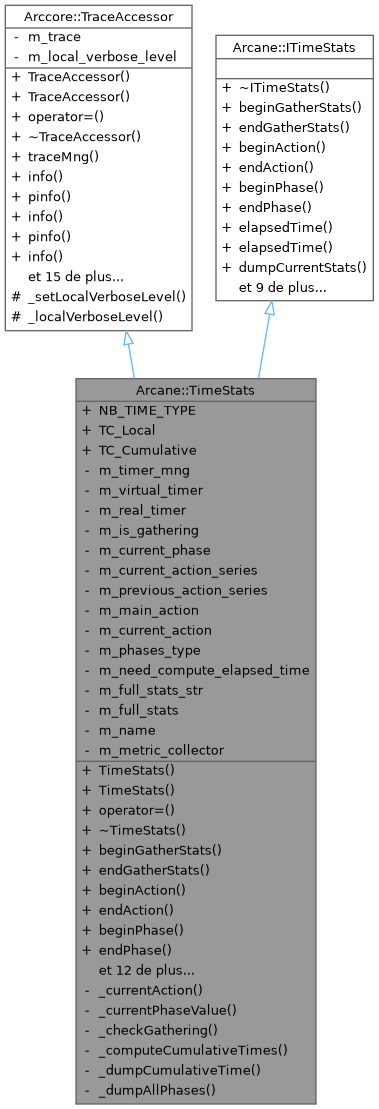 Arccore::TraceAccessor
- m_trace
- m_local_verbose_level
+ TraceAccessor()
+ TraceAccessor()
+ operator=()
+ ~TraceAccessor()
+ traceMng()
+ info()
+ pinfo()
+ info()
+ pinfo()
+ info()
et 15 de plus...
# _setLocalVerboseLevel()
# _localVerboseLevel()
Arcane::ITimeStats
+ ~ITimeStats()
+ beginGatherStats()
+ endGatherStats()
+ beginAction()
+ endAction()
+ beginPhase()
+ endPhase()
+ elapsedTime()
+ elapsedTime()
+ dumpCurrentStats()
et 9 de plus...
Arcane::TimeStats
+ NB_TIME_TYPE
+ TC_Local
+ TC_Cumulative
- m_timer_mng
- m_virtual_timer
- m_real_timer
- m_is_gathering
- m_current_phase
- m_current_action_series
- m_previous_action_series
- m_main_action
- m_current_action
- m_phases_type
- m_need_compute_elapsed_time
- m_full_stats_str
- m_full_stats
- m_name
- m_metric_collector
+ TimeStats()
+ TimeStats()
+ operator=()
+ ~TimeStats()
+ beginGatherStats()
+ endGatherStats()
+ beginAction()
+ endAction()
+ beginPhase()
+ endPhase()
et 12 de plus...
- _currentAction()
- _currentPhaseValue()
- _checkGathering()
- _computeCumulativeTimes()
- _dumpCumulativeTime()
- _dumpAllPhases()